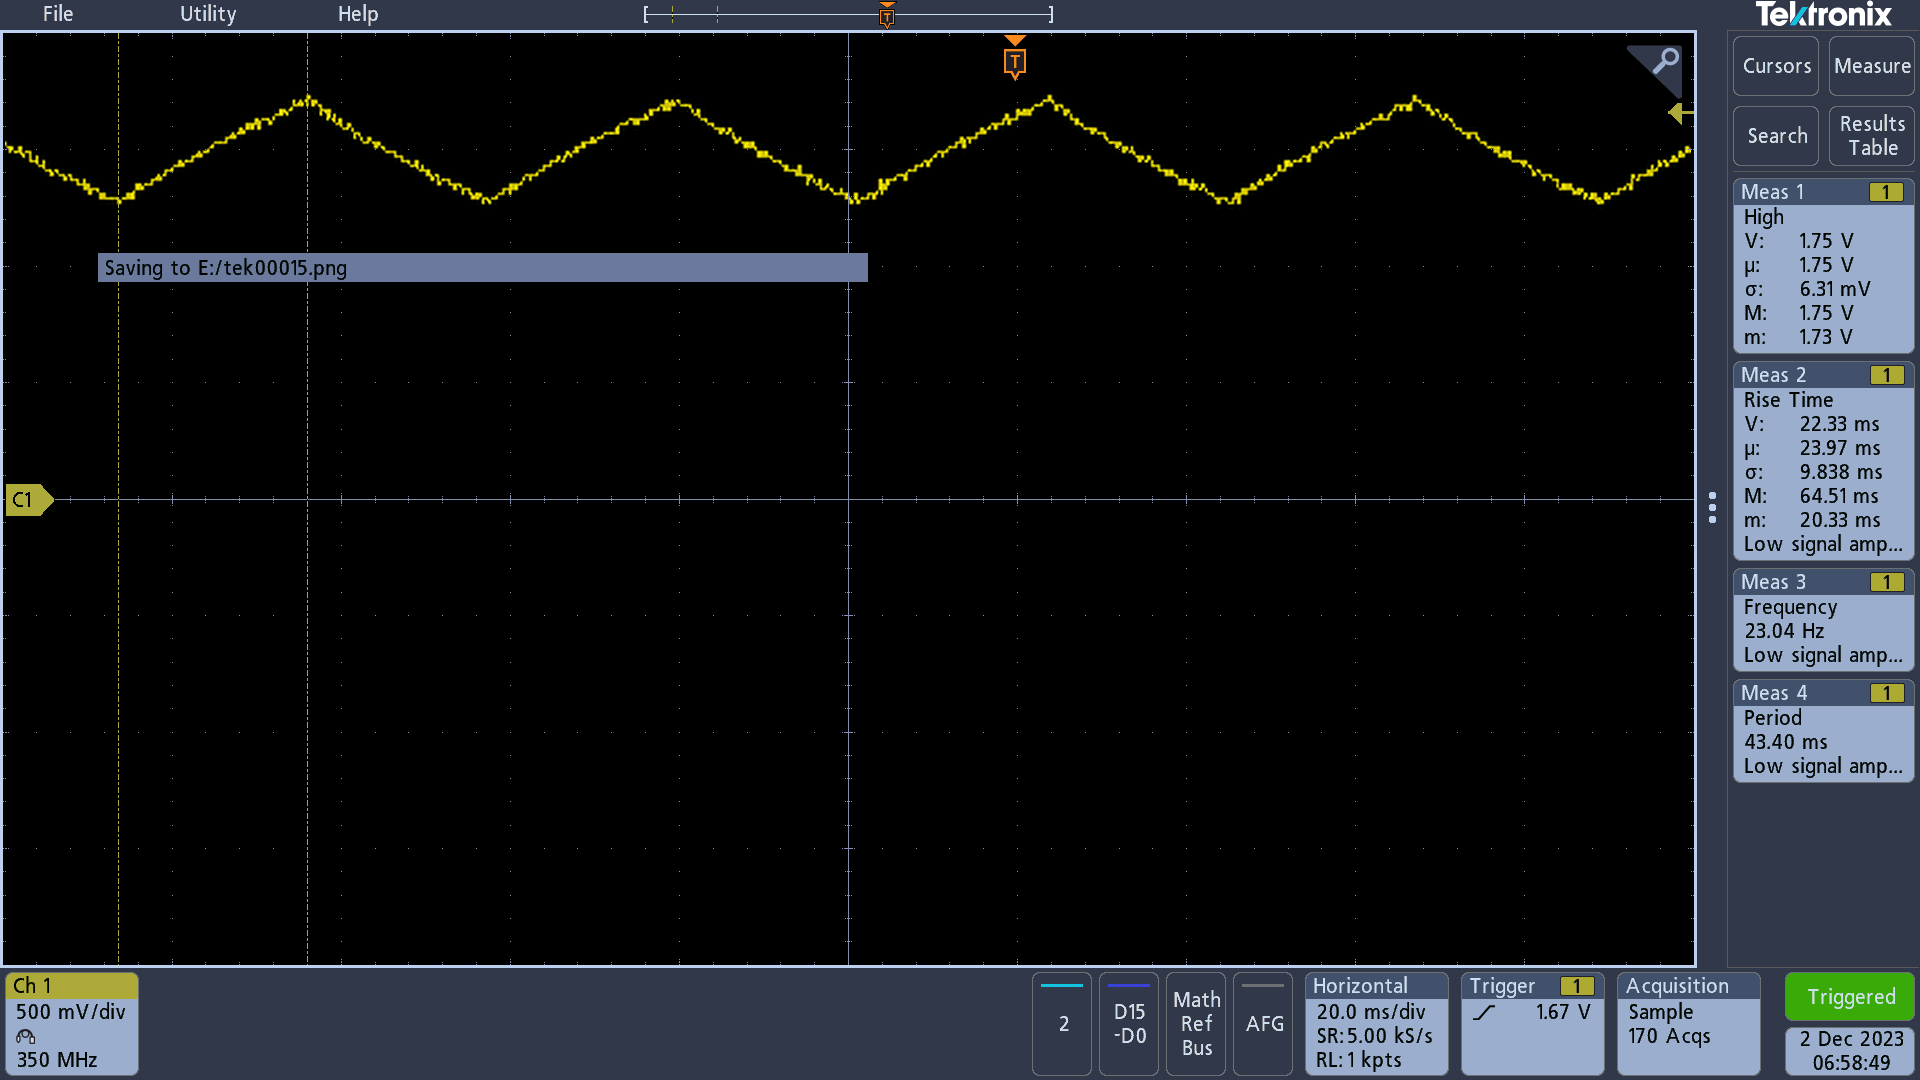 File Utility Help
T
Tektronix
T
Cursors Measure
Search Results Table
Saving to E:/tek00015.png
C1
Meas 1 1
High
V: 1.75 V
µ: 1.75 V
σ: 6.31 mV
M: 1.75 V
m: 1.73 V
Meas 2 1
Rise Time
V: 22.33 ms
µ: 23.97 ms
σ: 9.838 ms
M: 64.51 ms
m: 20.33 ms
Low signal amp...
Meas 3 1
Frequency
23.04 Hz
Low signal amp...
Meas 4 1
Period
43.40 ms
Low signal amp...
Ch 1
500 mV/div
350 MHz
2
D15
-D0
Math
Ref
Bus
AFG
Horizontal
20.0 ms/div
SR: 5.00 kS/s
RL: 1 kpts
Trigger 1
1.67 V
Acquisition
Sample
170 Acqs
Triggered
2 Dec 2023
06:58:49